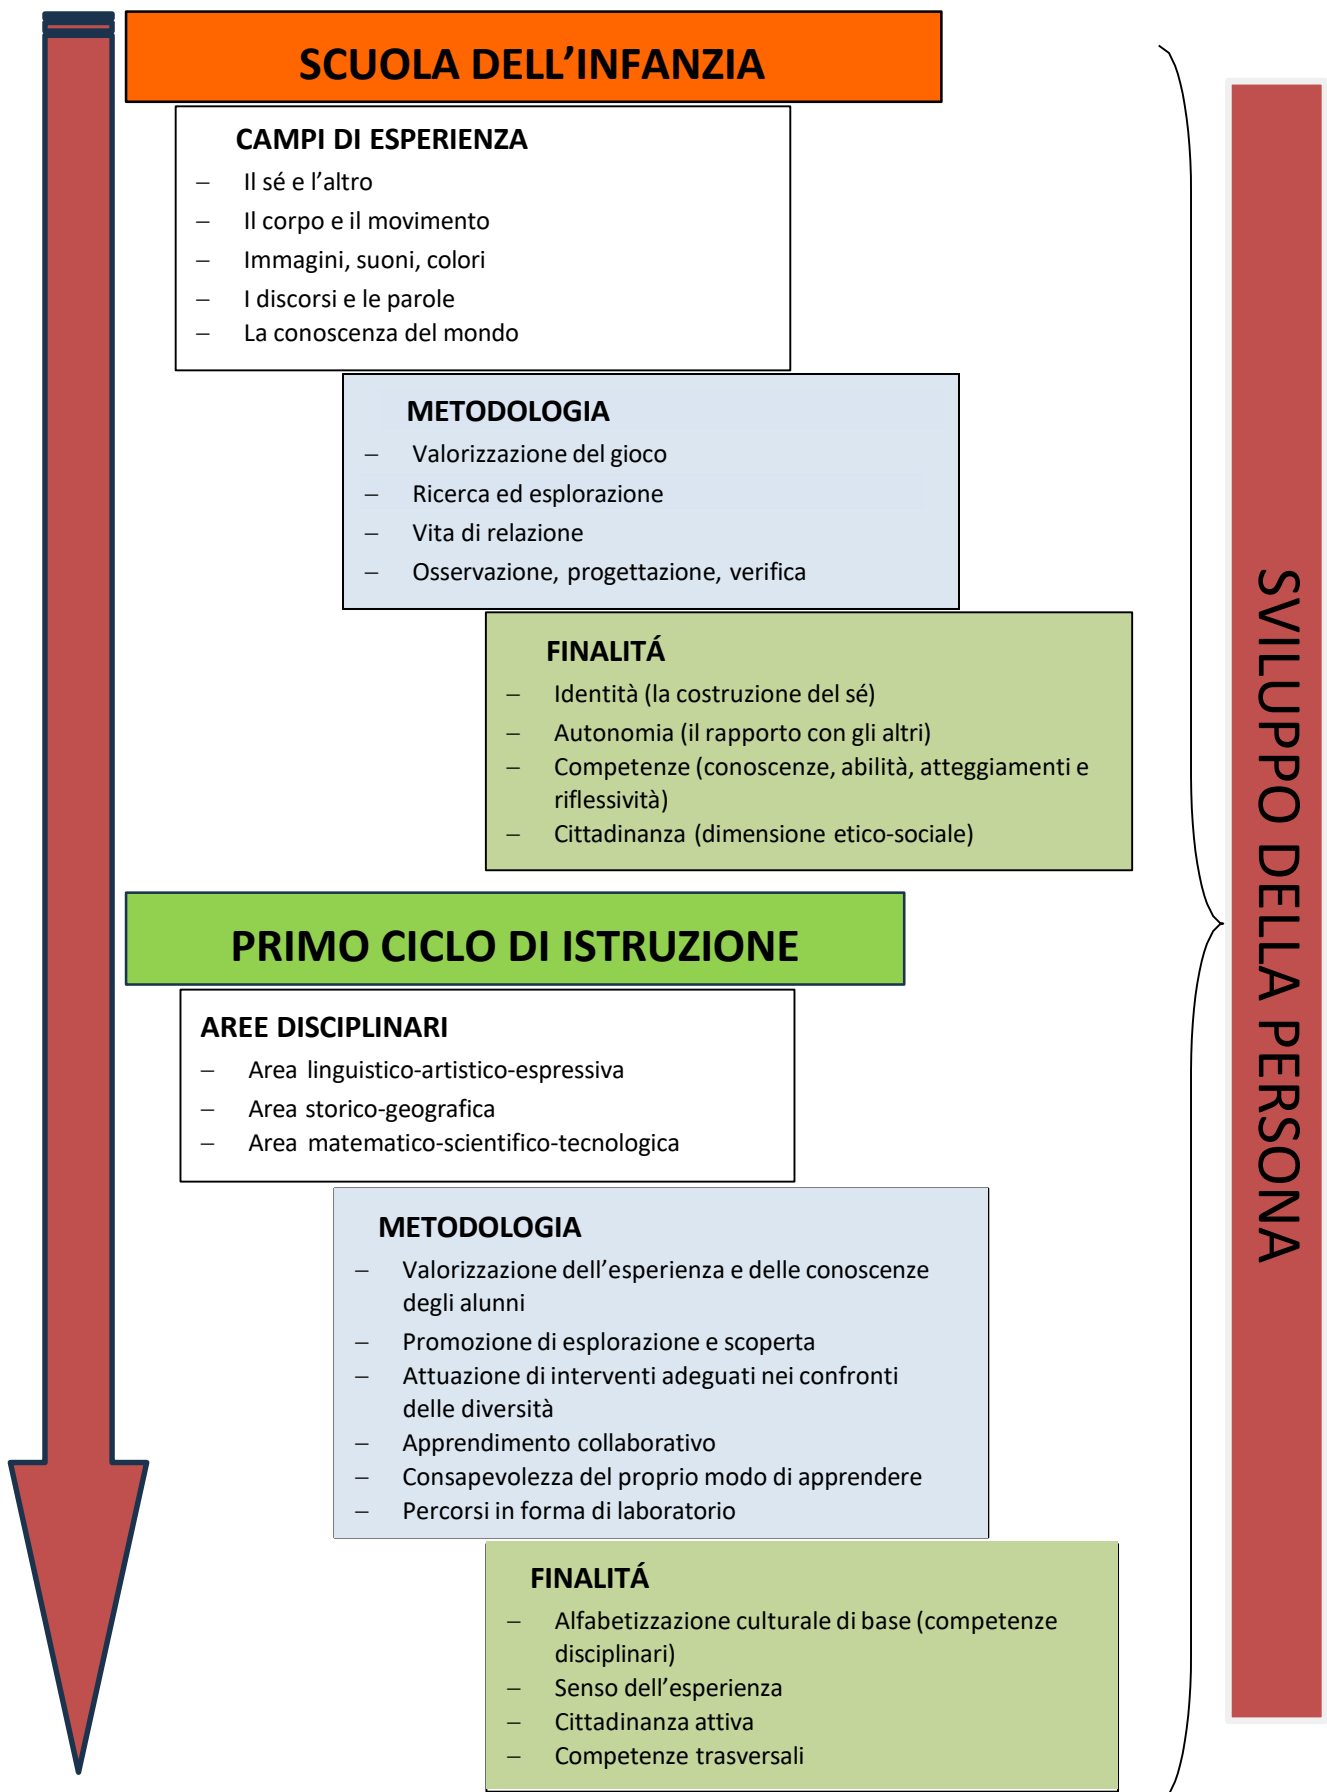 SCUOLA DELL’INFANZIA
CAMPI DI ESPERIENZA
– Il sé e l’altro
– Il corpo e il movimento
– Immagini, suoni, colori
– I discorsi e le parole
– La conoscenza del mondo
METODOLOGIA
– Valorizzazione del gioco
– Ricerca ed esplorazione
– Vita di relazione
– Osservazione, progettazione, verifica
FINALITÁ
– Identità (la costruzione del sé)
– Autonomia (il rapporto con gli altri)
– Competenze (conoscenze, abilità, atteggiamenti e
riflessività)
– Cittadinanza (dimensione etico-sociale)
PRIMO CICLO DI ISTRUZIONE
AREE DISCIPLINARI
– Area linguistico-artistico-espressiva
– Area storico-geografica
– Area matematico-scientifico-tecnologica
METODOLOGIA
– Valorizzazione dell’esperienza e delle conoscenze
degli alunni
– Promozione di esplorazione e scoperta
– Attuazione di interventi adeguati nei confronti
delle diversità
– Apprendimento collaborativo
– Consapevolezza del proprio modo di apprendere
– Percorsi in forma di laboratorio
FINALITÁ
– Alfabetizzazione culturale di base (competenze
disciplinari)
– Senso dell’esperienza
– Cittadinanza attiva
– Competenze trasversali
SVILUPPO DELLA PERSONA